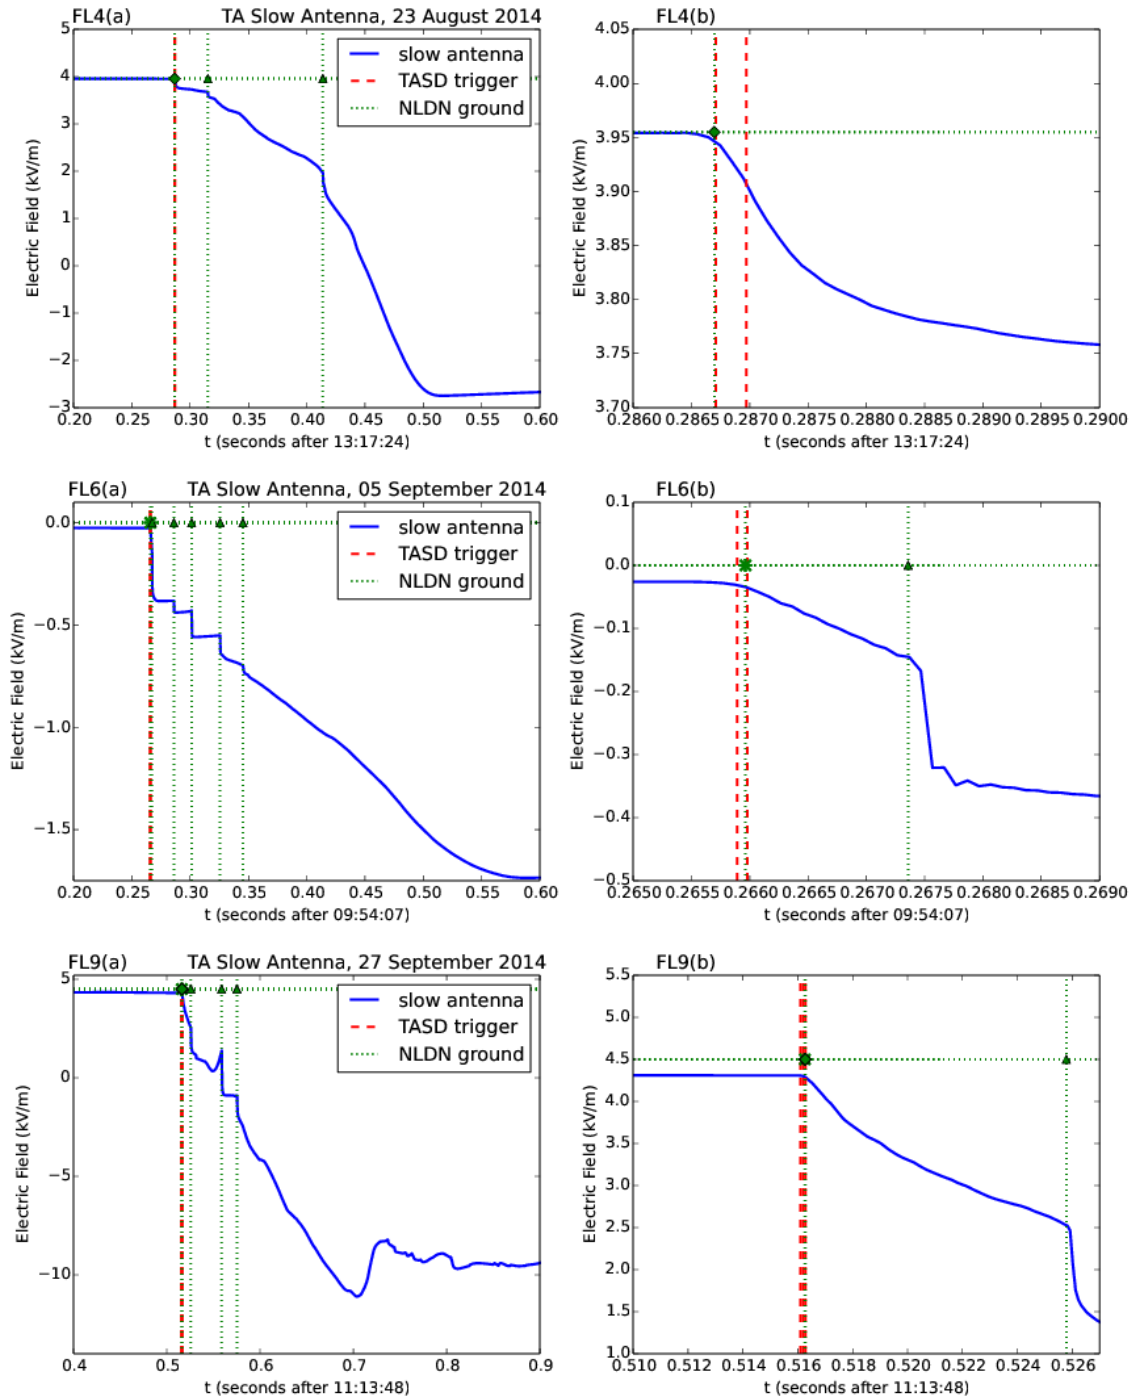 FL4(a) TA Slow Antenna, 23 August 2014
5
4
3
2
1
0
−1
−2
−3
Electric Field (kV/m)
slow antenna
TASD trigger
NLDN ground
0.20 0.25 0.30 0.35 0.40 0.45 0.50 0.55 0.60
t (seconds after 13:17:24)
FL4(b)
4.05
4.00
3.95
3.90
3.85
3.80
3.75
3.70
Electric Field (kV/m)
0.2860 0.2865 0.2870 0.2875 0.2880 0.2885 0.2890 0.2895 0.2900
t (seconds after 13:17:24)
FL6(a) TA Slow Antenna, 05 September 2014
0.0
−0.5
−1.0
−1.5
Electric Field (kV/m)
slow antenna
TASD trigger
NLDN ground
0.20 0.25 0.30 0.35 0.40 0.45 0.50 0.55 0.60
t (seconds after 09:54:07)
FL6(b)
0.1
0.0
−0.1
−0.2
−0.3
−0.4
−0.5
Electric Field (kV/m)
0.2650 0.2655 0.2660 0.2665 0.2670 0.2675 0.2680 0.2685 0.2690
t (seconds after 09:54:07)
FL9(a) TA Slow Antenna, 27 September 2014
5
0
−5
−10
Electric Field (kV/m)
slow antenna
TASD trigger
NLDN ground
0.4 0.5 0.6 0.7 0.8 0.9
t (seconds after 11:13:48)
FL9(b)
5.5
5.0
4.5
4.0
3.5
3.0
2.5
2.0
1.5
1.0
Electric Field (kV/m)
0.510 0.512 0.514 0.516 0.518 0.520 0.522 0.524 0.526
t (seconds after 11:13:48)